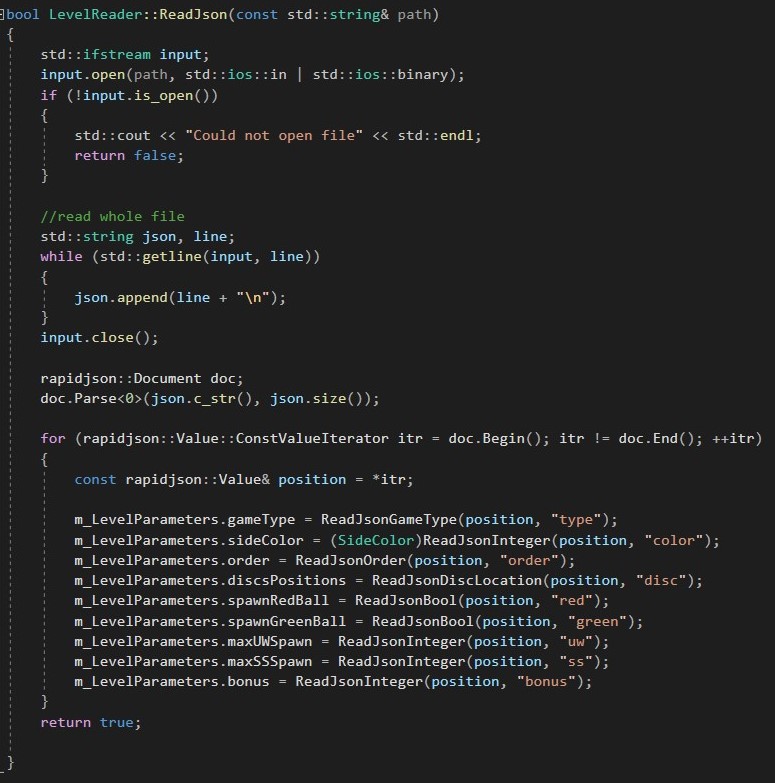 bool LevelReader::ReadJson(const std::string& path)
{
    std::ifstream input;
    input.open(path, std::ios::in | std::ios::binary);
    if (!input.is_open())
    {
        std::cout << "Could not open file" << std::endl;
        return false;
    }

    //read whole file
    std::string json, line;
    while (std::getline(input, line))
    {
        json.append(line + "\n");
    }
    input.close();

    rapidjson::Document doc;
    doc.Parse<0>(json.c_str(), json.size());

    for (rapidjson::Value::ConstValueIterator itr = doc.Begin(); itr != doc.End(); ++itr)
    {
        const rapidjson::Value& position = *itr;

        m_LevelParameters.gameType = ReadJsonGameType(position, "type");
        m_LevelParameters.sideColor = (SideColor)ReadJsonInteger(position, "color");
        m_LevelParameters.order = ReadJsonOrder(position, "order");
        m_LevelParameters.discsPositions = ReadJsonDiscLocation(position, "disc");
        m_LevelParameters.spawnRedBall = ReadJsonBool(position, "red");
        m_LevelParameters.spawnGreenBall = ReadJsonBool(position, "green");
        m_LevelParameters.maxUWSpawn = ReadJsonInteger(position, "uw");
        m_LevelParameters.maxSSSpawn = ReadJsonInteger(position, "ss");
        m_LevelParameters.bonus = ReadJsonInteger(position, "bonus");
    }
    return true;

}